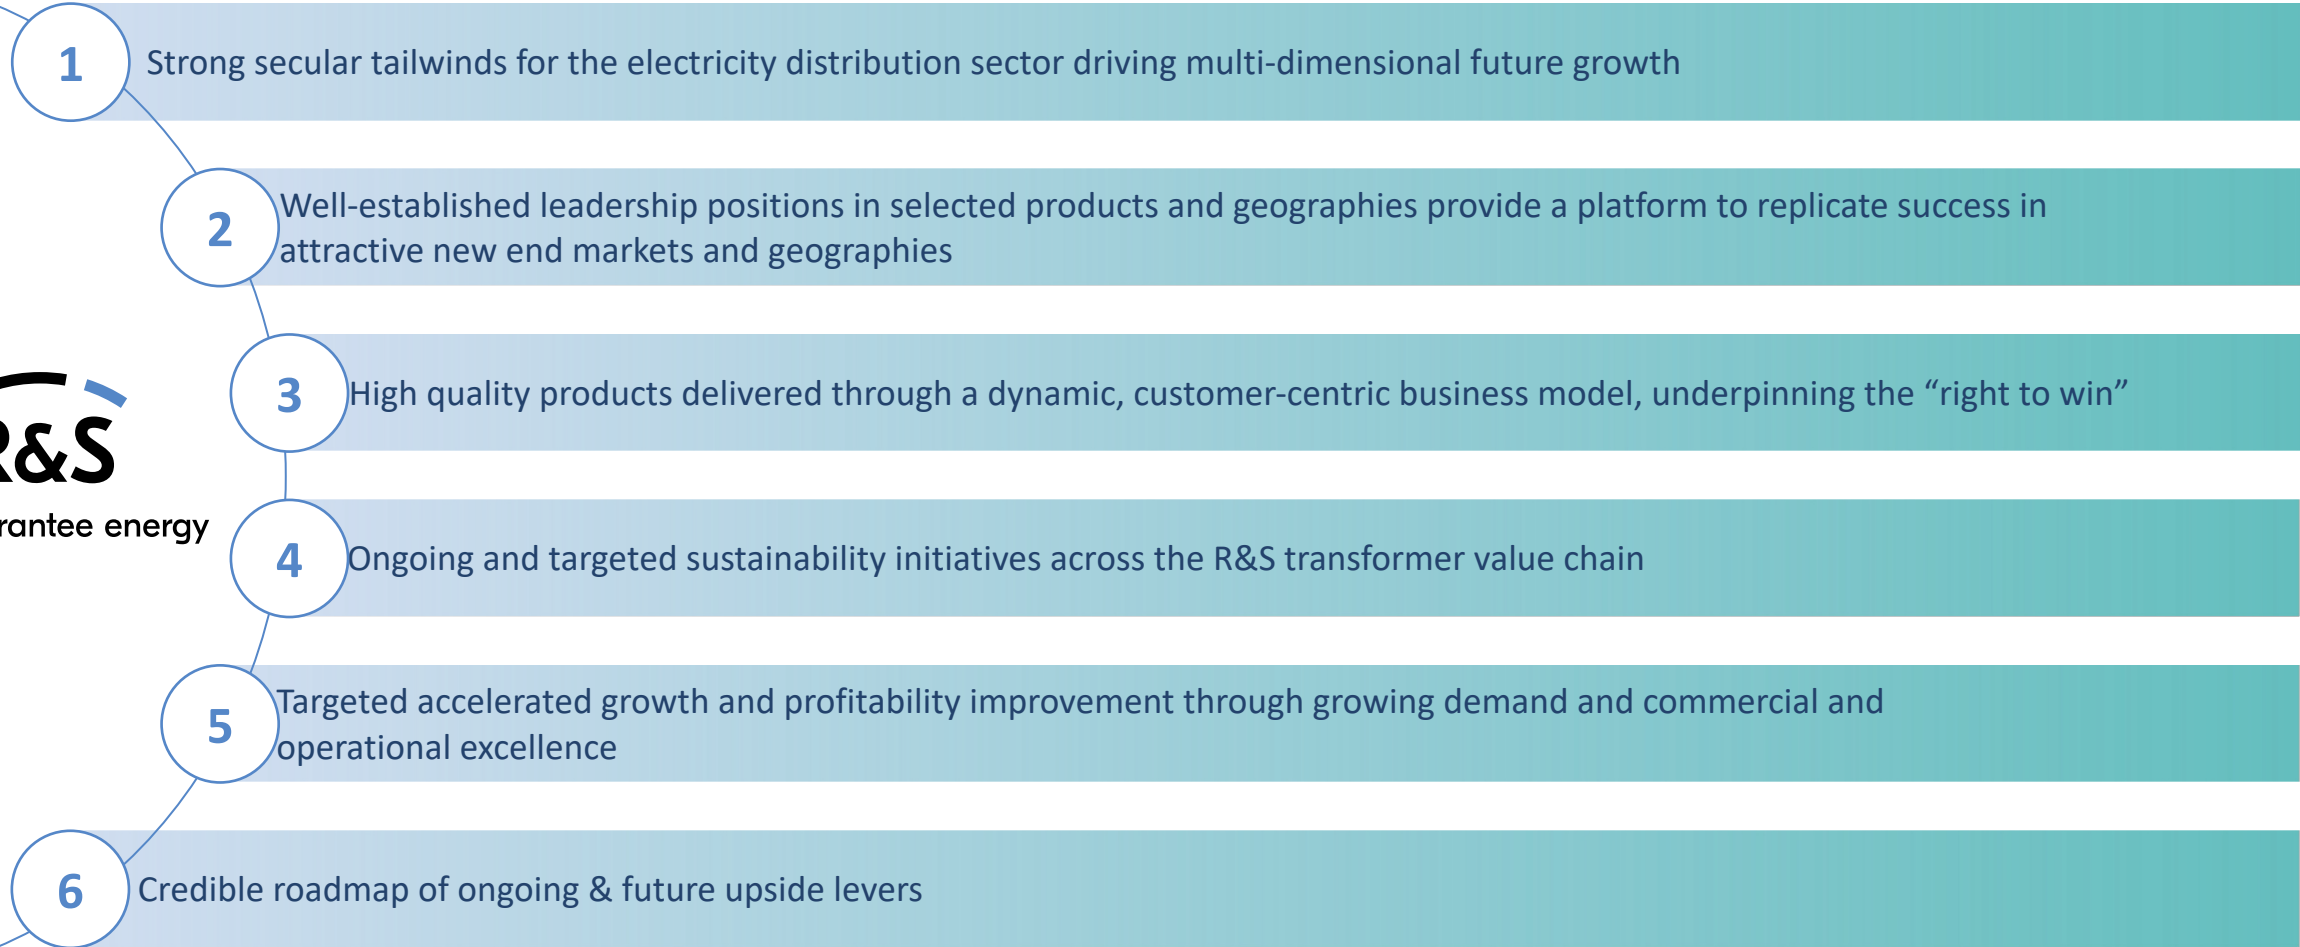 1
Strong secular tailwinds for the electricity distribution sector driving multi-dimensional future growth
2
Well-established leadership positions in selected products and geographies provide a platform to replicate success in
attractive new end markets and geographies
3
High quality products delivered through a dynamic, customer-centric business model, underpinning the “right to win”
R&S
energy
4
Ongoing and targeted sustainability initiatives across the R&S transformer value chain
5
Targeted accelerated growth and profitability improvement through growing demand and commercial and
operational excellence
6
Credible roadmap of ongoing & future upside levers